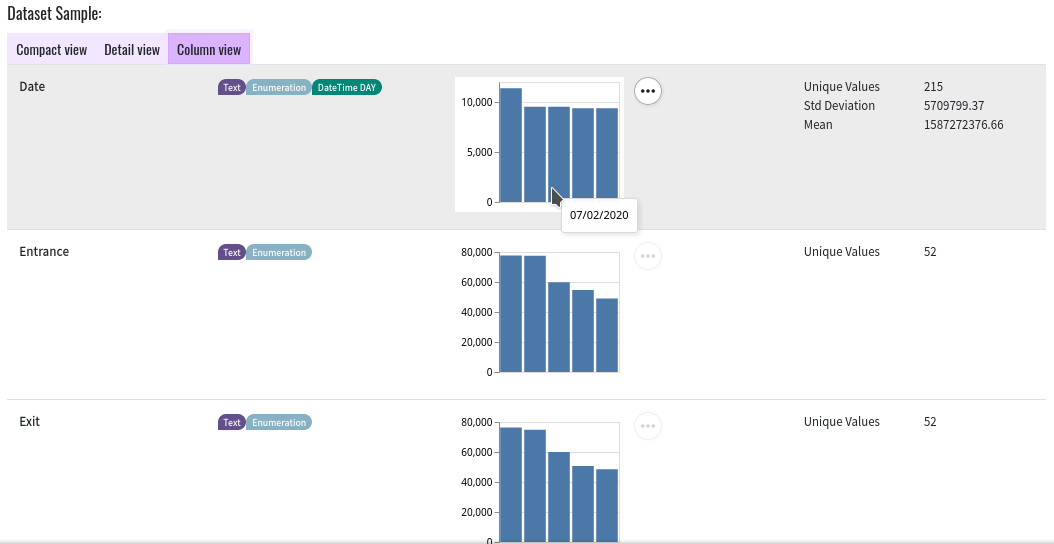 Dataset Sample:
Compact view Detail view Column view
Date
Text Enumeration DateTime DAY
10,000
5,000
0
07/02/2020
Unique Values 215
Std Deviation 5709799.37
Mean 1587272376.66
Entrance
Text Enumeration
80,000
60,000
40,000
20,000
0
Unique Values 52
Exit
Text Enumeration
80,000
60,000
40,000
20,000
0
Unique Values 52